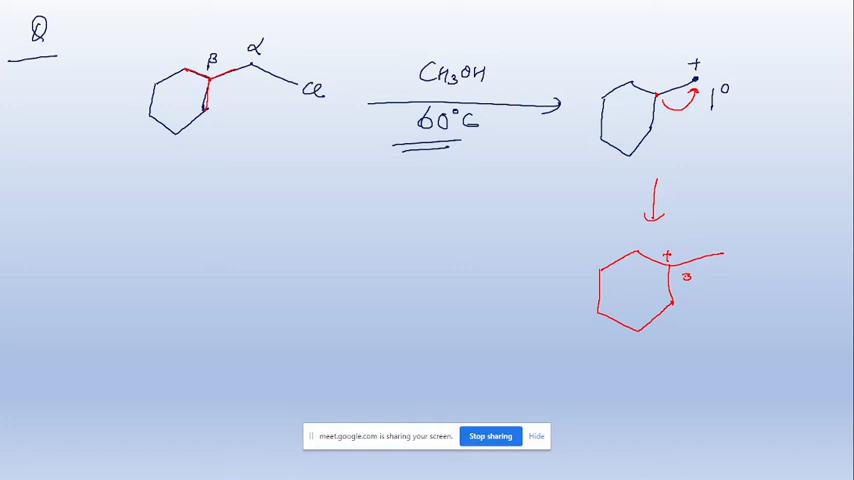 Q
β α
Cl
CH3OH
60°C
+
1°
+
3
meet.google.com is sharing your screen. Stop sharing Hide